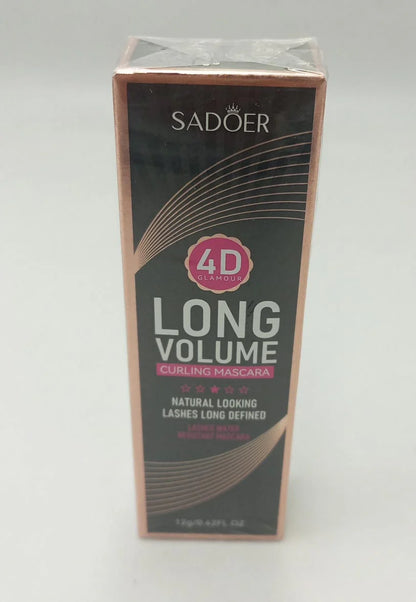 SADÖER
4D
GLAMOUR
LONG
VOLUME
CURLING MASCARA
NATURAL LOOKING
LASHES LONG DEFINED
LASHES WATER
RESISTANT MASCARA
12g/0.42FL OZ